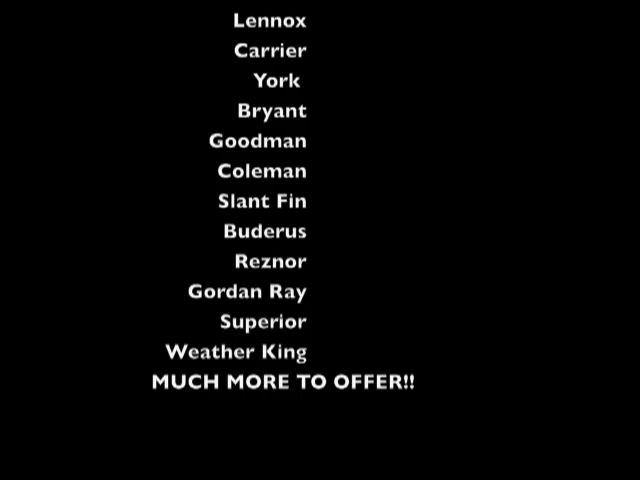 Lennox
Carrier
York
Bryant
Goodman
Coleman
Slant Fin
Buderus
Reznor
Gordan Ray
Superior
Weather King
MUCH MORE TO OFFER!!